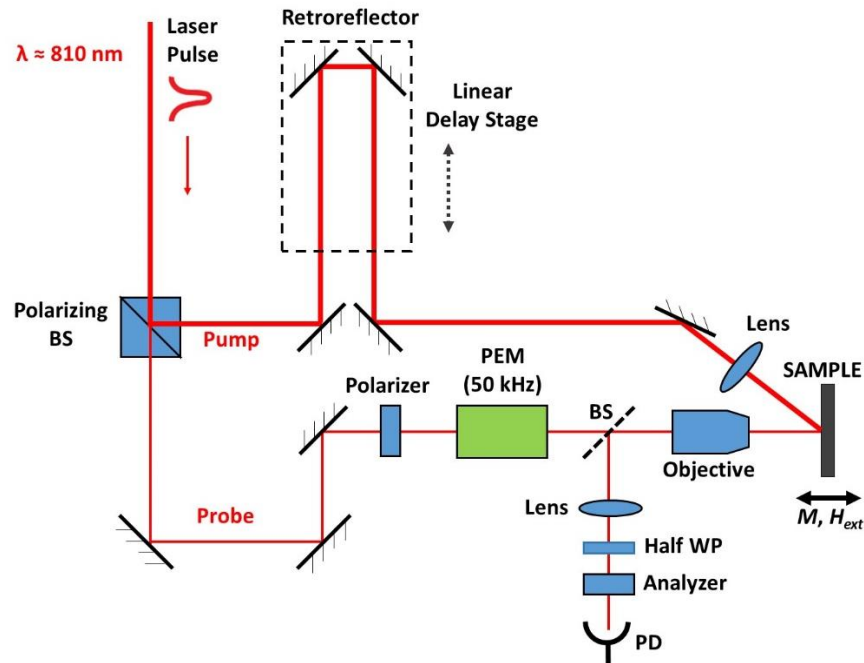 Retroreflector
Laser
Pulse
λ ≈ 810 nm
Linear
Delay Stage
Polarizing
BS
Pump
Lens
PEM
(50 kHz)
SAMPLE
Polarizer
BS
Objective
Probe
Lens
M, Hext
Half WP
Analyzer
PD